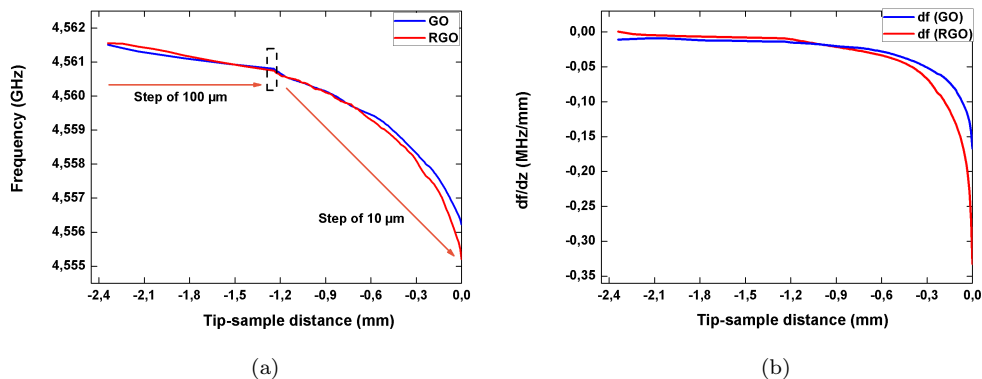 GO
RGO
4,562
4,561
4,560
4,559
4,558
4,557
4,556
4,555
Frequency (GHz)
Step of 100 µm
Step of 10 µm
-2,4 -2,1 -1,8 -1,5 -1,2 -0,9 -0,6 -0,3 0,0
Tip-sample distance (mm)
(a)
df (GO)
df (RGO)
0,00
-0,05
-0,10
-0,15
-0,20
-0,25
-0,30
-0,35
df/dz (MHz/mm)
-2,4 -2,1 -1,8 -1,5 -1,2 -0,9 -0,6 -0,3 0,0
Tip-sample distance (mm)
(b)